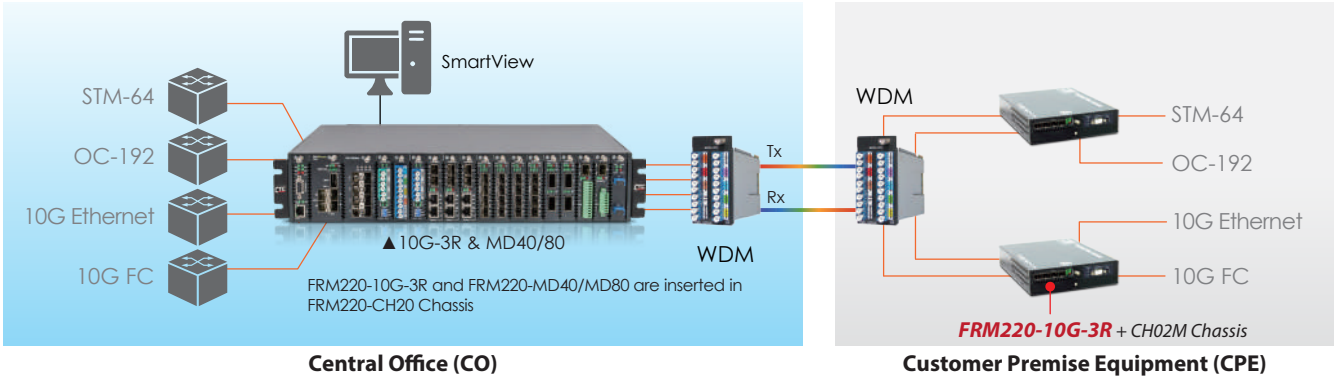 SmartView
STM-64
OC-192
10G Ethernet
10G FC
▲10G-3R & MD40/80
FRM220-10G-3R and FRM220-MD40/MD80 are inserted in
FRM220-CH20 Chassis
WDM
Tx
Rx
WDM
STM-64
OC-192
10G Ethernet
10G FC
FRM220-10G-3R + CH02M Chassis
Central Office (CO)
Customer Premise Equipment (CPE)